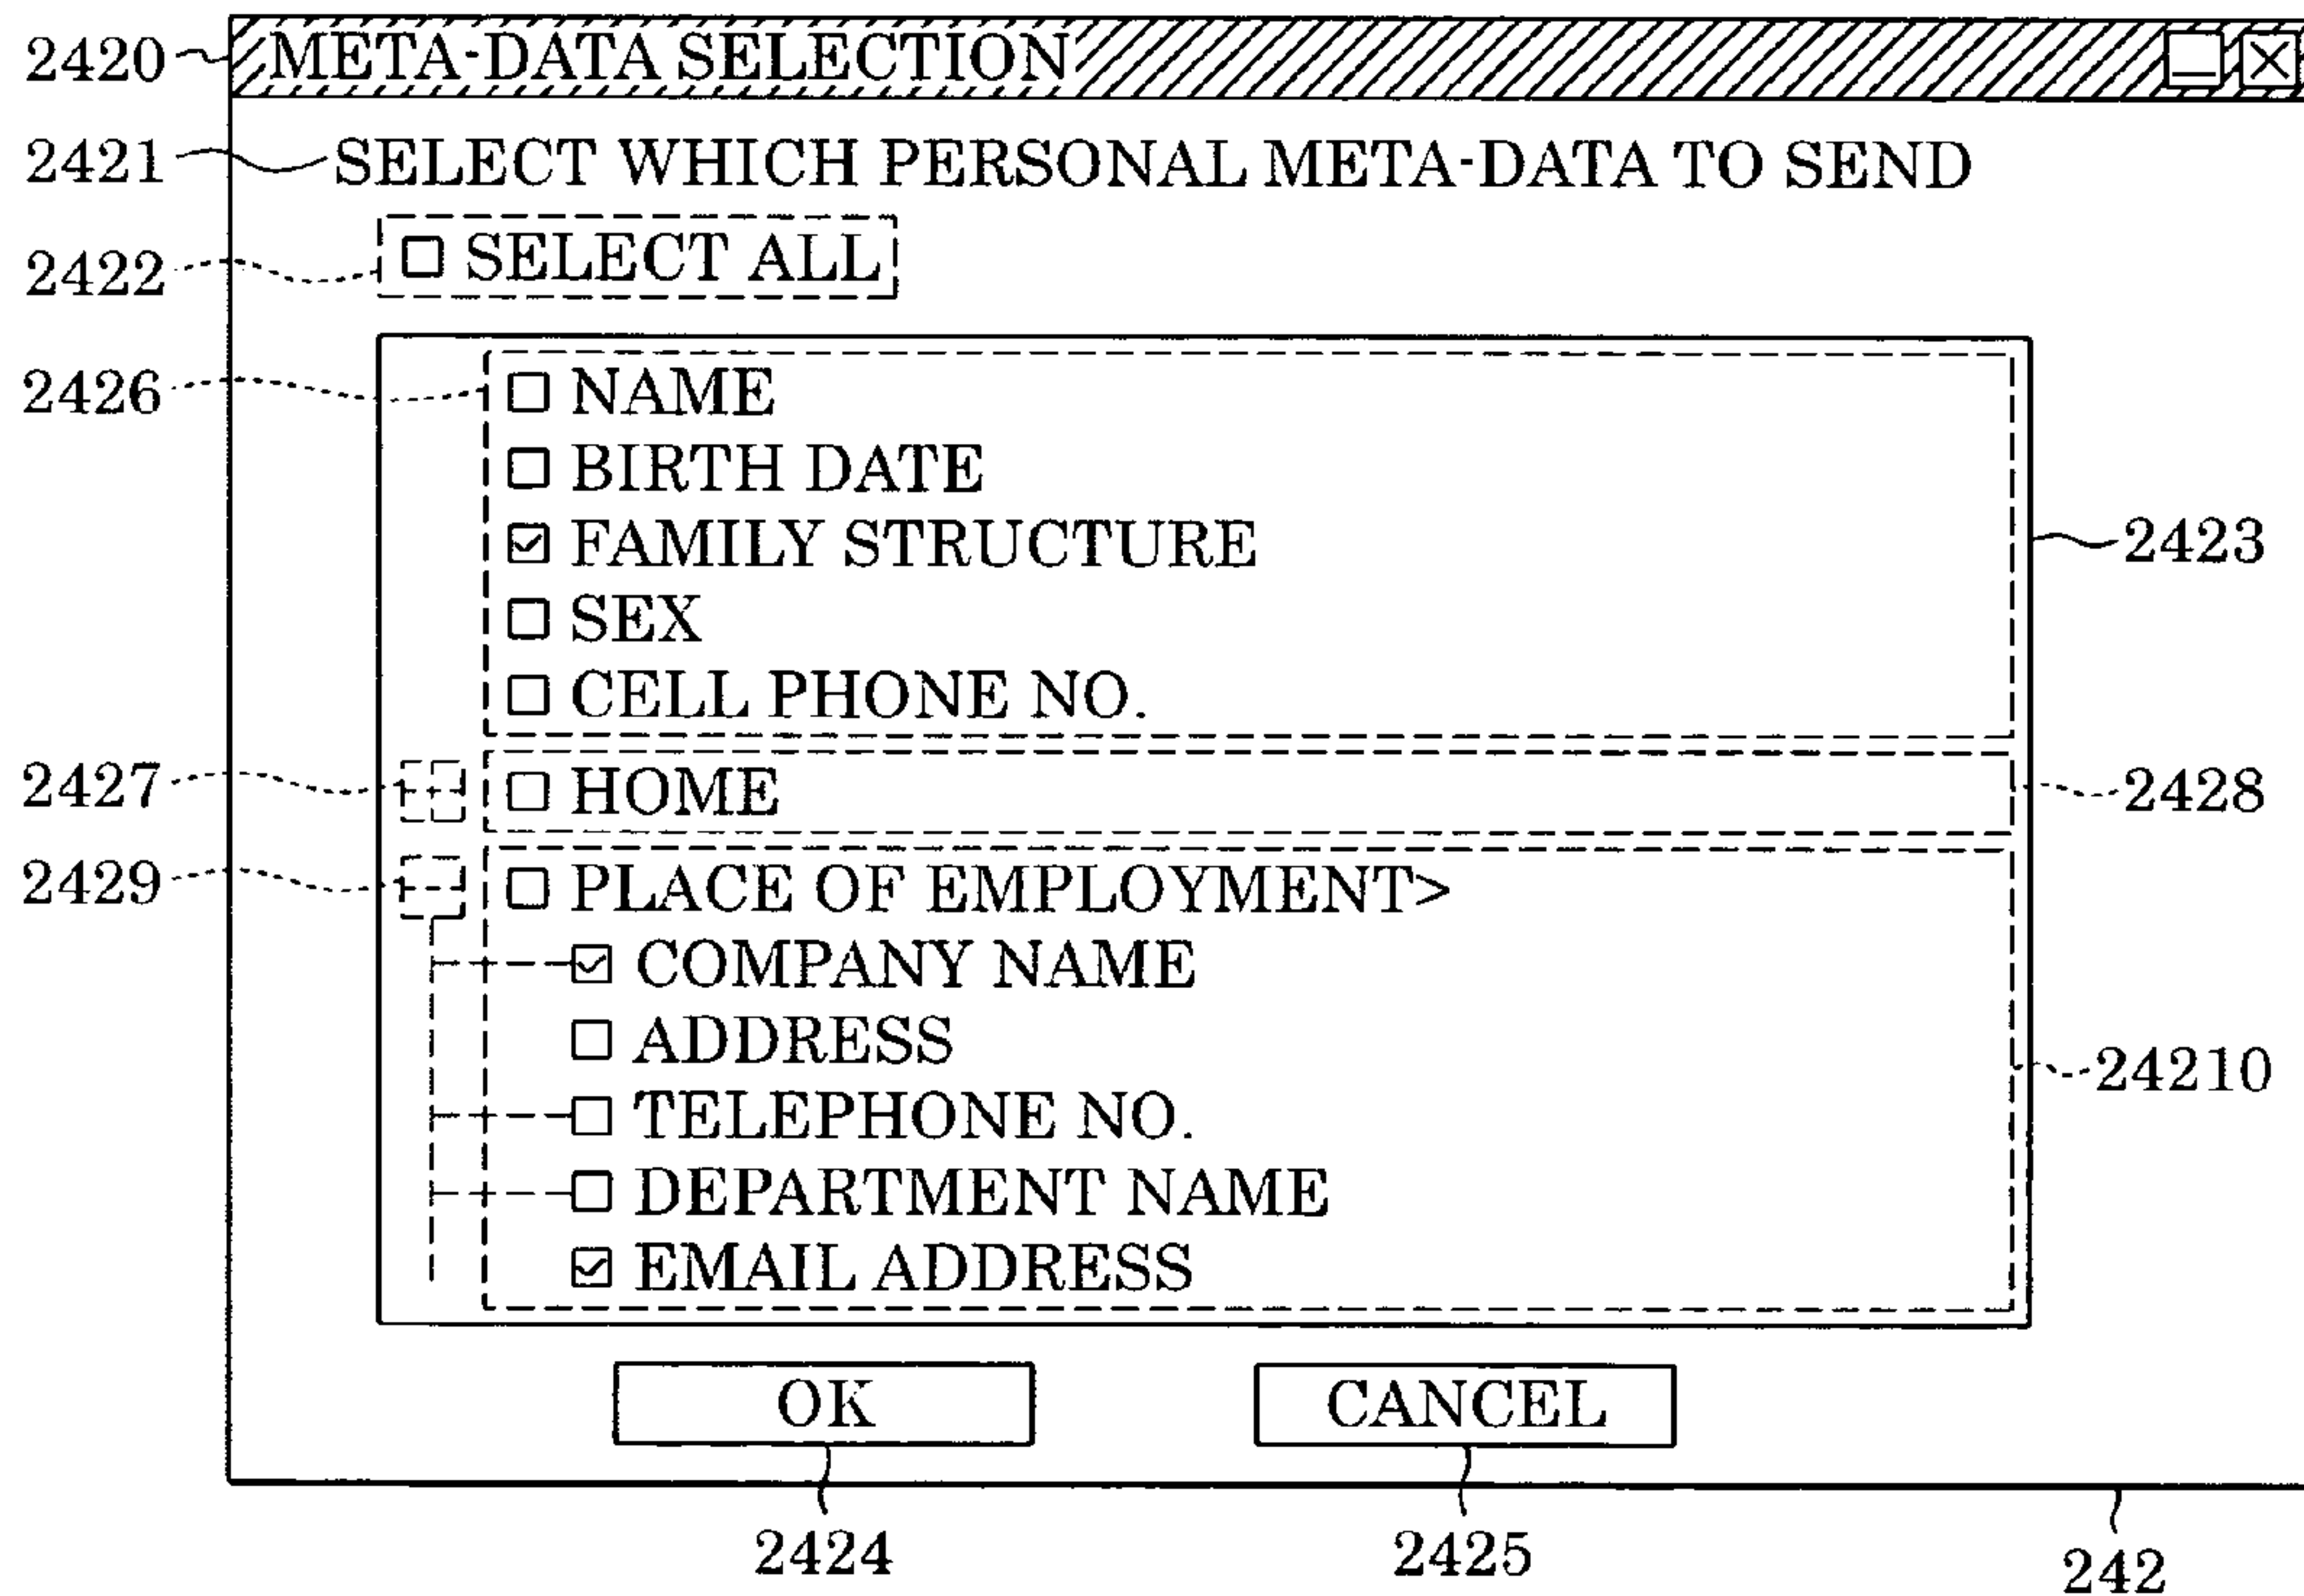 2420 META-DATA SELECTION
2421 SELECT WHICH PERSONAL META-DATA TO SEND
2422 SELECT ALL
2426 NAME
BIRTH DATE
FAMILY STRUCTURE 2423
SEX
CELL PHONE NO.
2427 HOME 2428
2429 PLACE OF EMPLOYMENT>
COMPANY NAME
ADDRESS
24210
TELEPHONE NO.
DEPARTMENT NAME
EMAIL ADDRESS
OK CANCEL
2424 2425 242